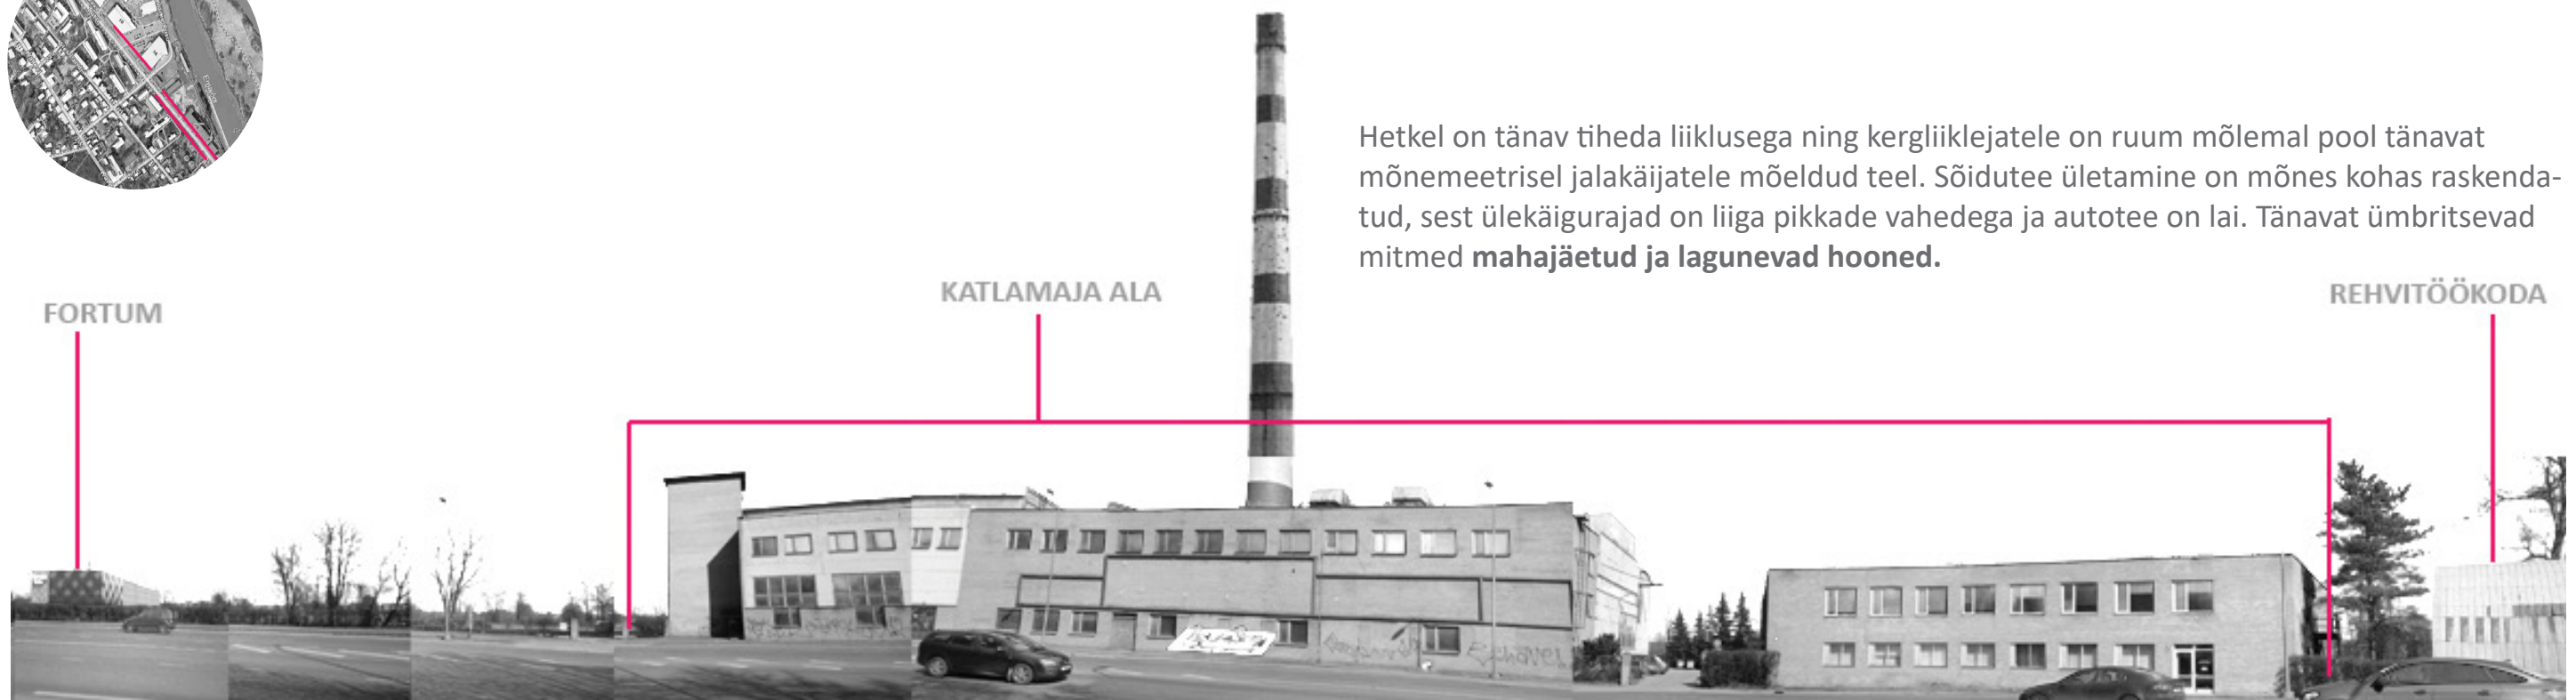 Hetkel on tänav tiheda liiklusega ning kergliiklejatele on ruum mõlemal pool tänavat
mõnemeetrisel jalakäijatele mõeldud teel. Sõidutee ületamine on mõnes kohas raskenda-
tud, sest ülekäigurajad on liiga pikkade vahedega ja autotee on lai. Tänavat ümbritsevad
mitmed mahajäetud ja lagunevad hooned.
FORTUM
KATLAMAJA ALA
REHVITÖÖKODA